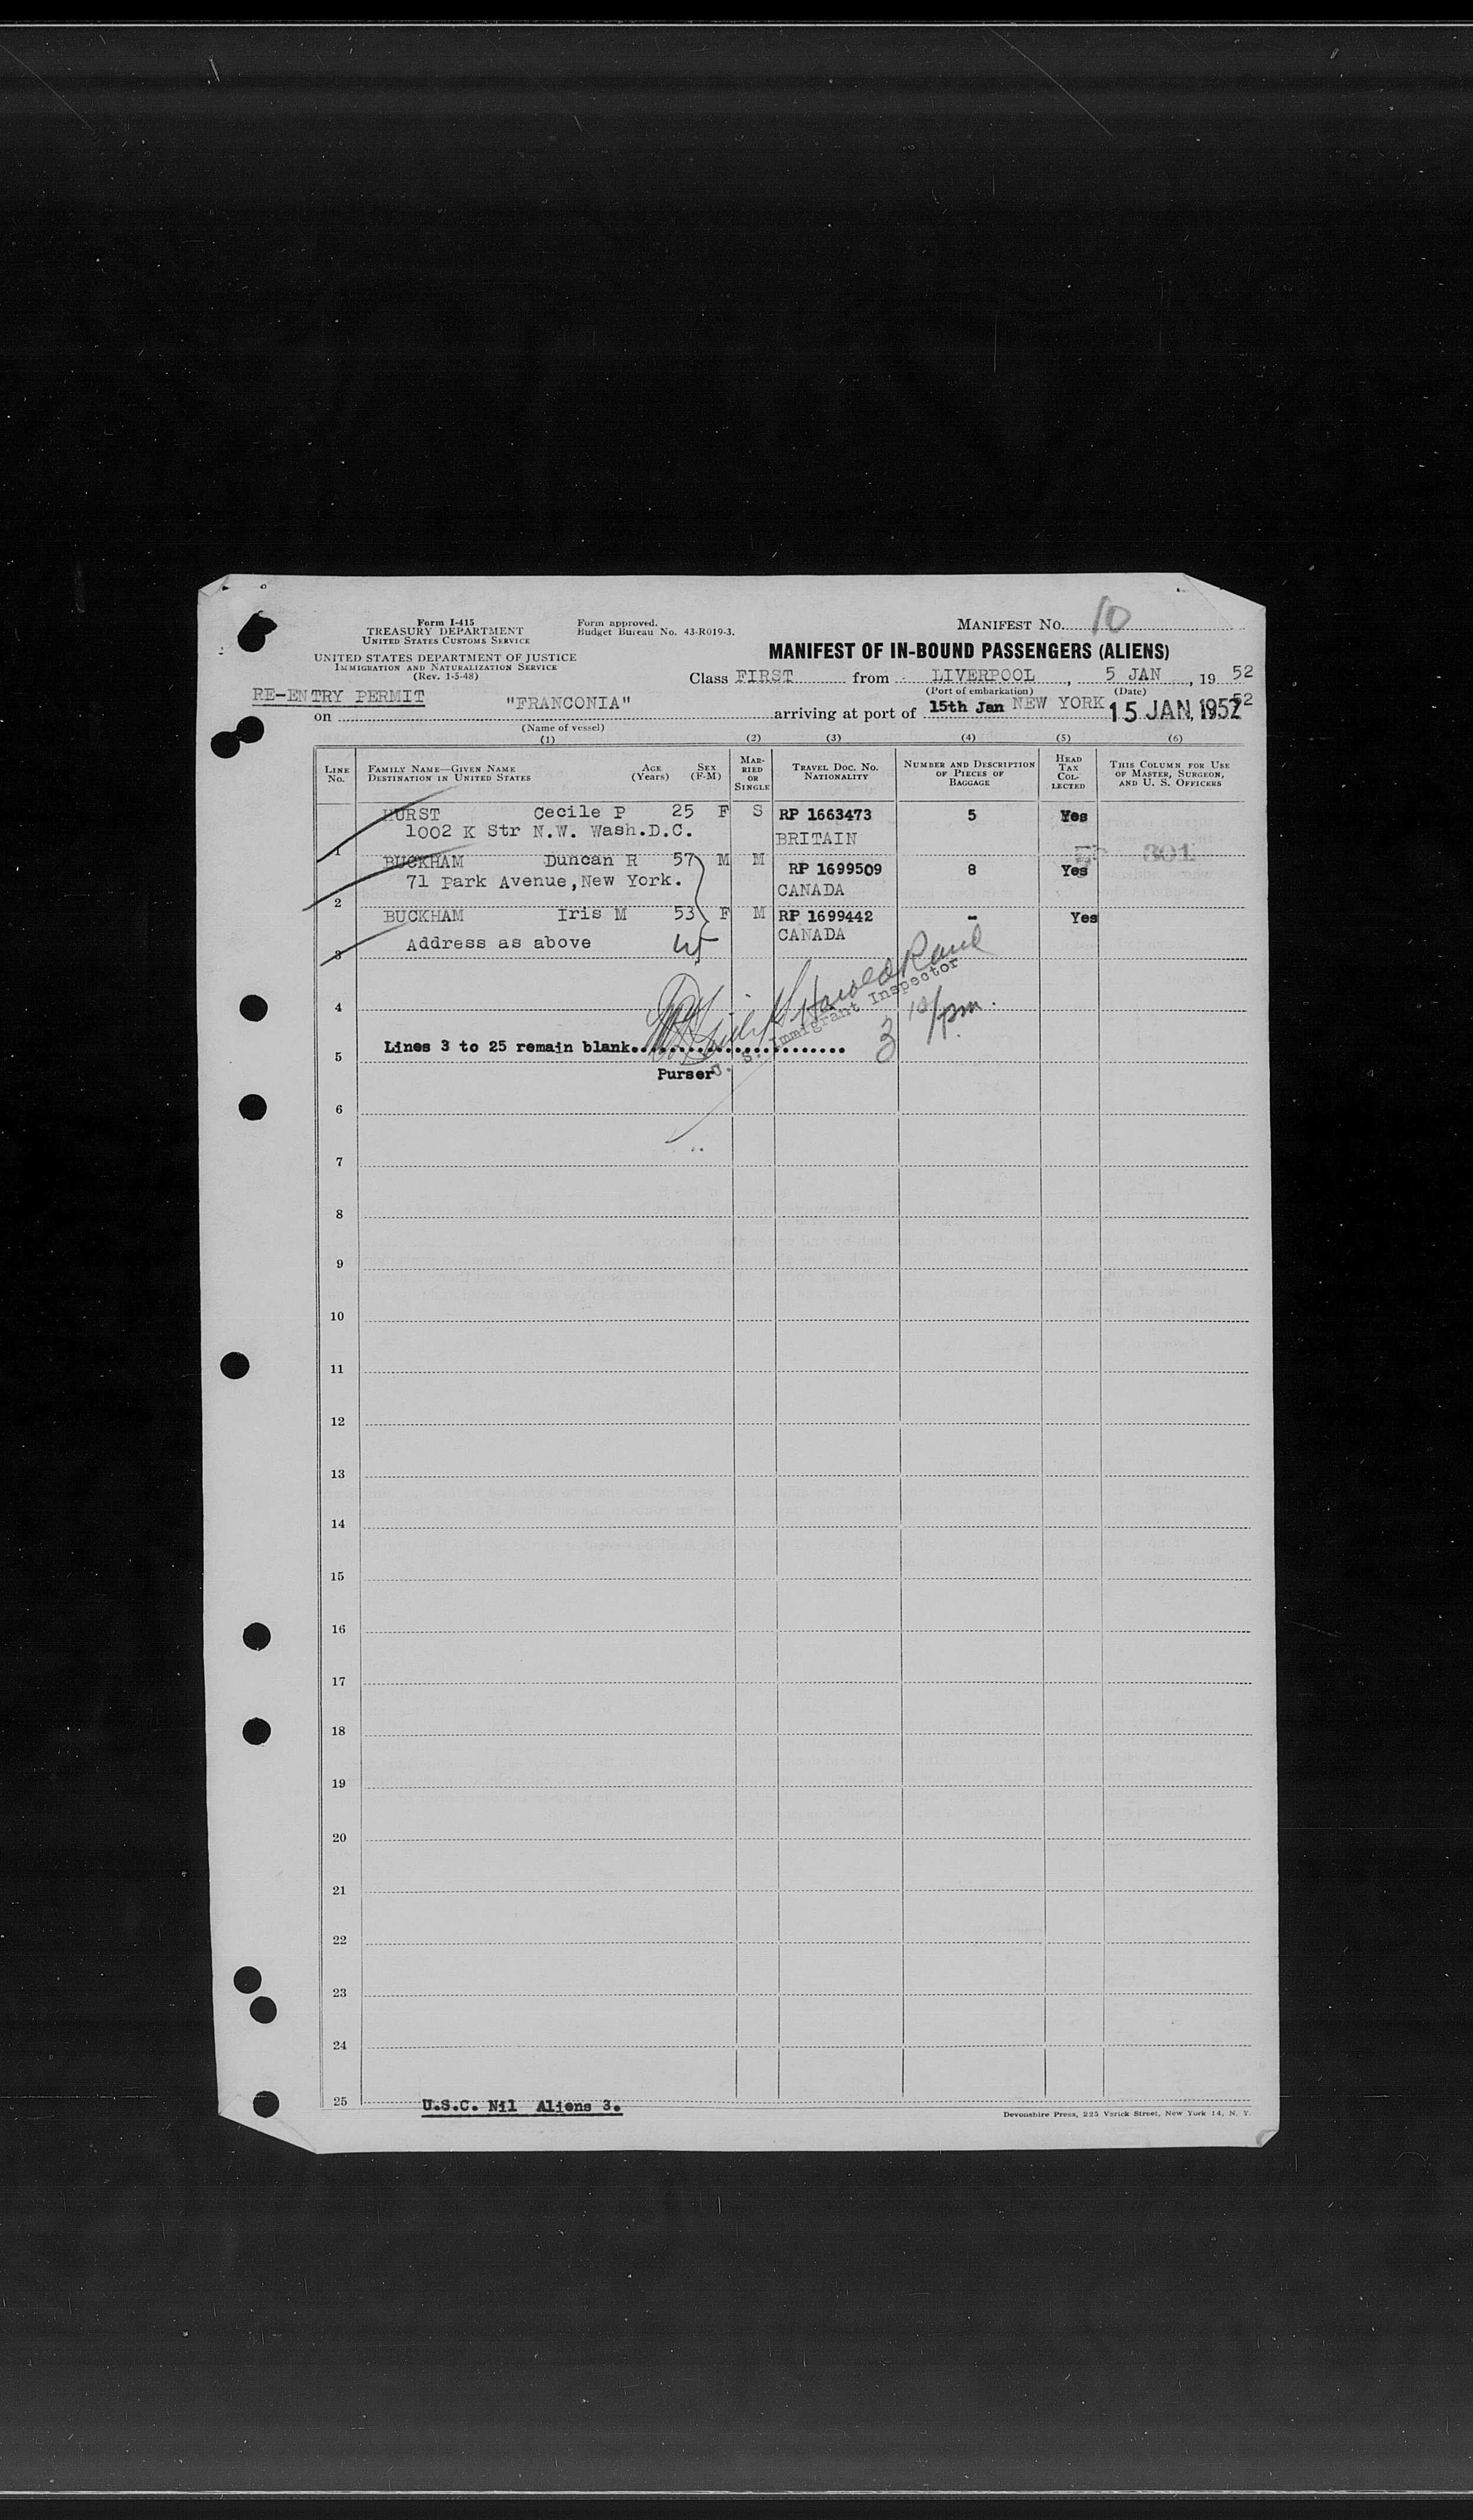 Form I-415
TREASURY DEPARTMENT
UNITED STATES CUSTOMS SERVICE
UNITED STATES DEPARTMENT OF JUSTICE
IMMIGRATION AND NATURALIZATION SERVICE
(Rev. 1-5-48)
Form approved.
Budget Bureau No. 43-R019-3.
MANIFEST No. 10
MANIFEST OF IN-BOUND PASSENGERS (ALIENS)
Class FIRST from LIVERPOOL, 5 JAN, 19 52
(Port of embarkation) (Date)
RE-ENTRY PERMIT
on "FRANCONIA" arriving at port of 15th Jan NEW YORK 15 JAN, 1952
(Name of vessel)
(1) (2) (3) (4) (5) (6)
LINE No. FAMILY NAME—GIVEN NAME DESTINATION IN UNITED STATES AGE (Years) SEX (F-M) MARRIED OR SINGLE TRAVEL DOC. NO. NATIONALITY NUMBER AND DESCRIPTION OF PIECES OF BAGGAGE HEAD TAX COLLECTED THIS COLUMN FOR USE OF MASTER, SURGEON, AND U. S. OFFICERS
HURST Cecile P 25 F S RP 1663473 5 Yes
1002 K Str N.W. Wash.D.C. BRITAIN
1
BUCKHAM Duncan R 57 M M RP 1699509 8 Yes
71 Park Avenue, New York. CANADA
2
BUCKHAM Iris M 53 F M RP 1699442 - Yes
Address as above CANADA
3
Harold
U. S. Immigrant Inspector
4
3 12/pm.
Lines 3 to 25 remain blank..........................
5
Purser
6
7
8
9
10
11
12
13
14
15
16
17
18
19
20
21
22
23
24
25
U.S.C. Nil Aliens 3.
Devonshire Press, 225 Varick Street, New York 14, N. Y.